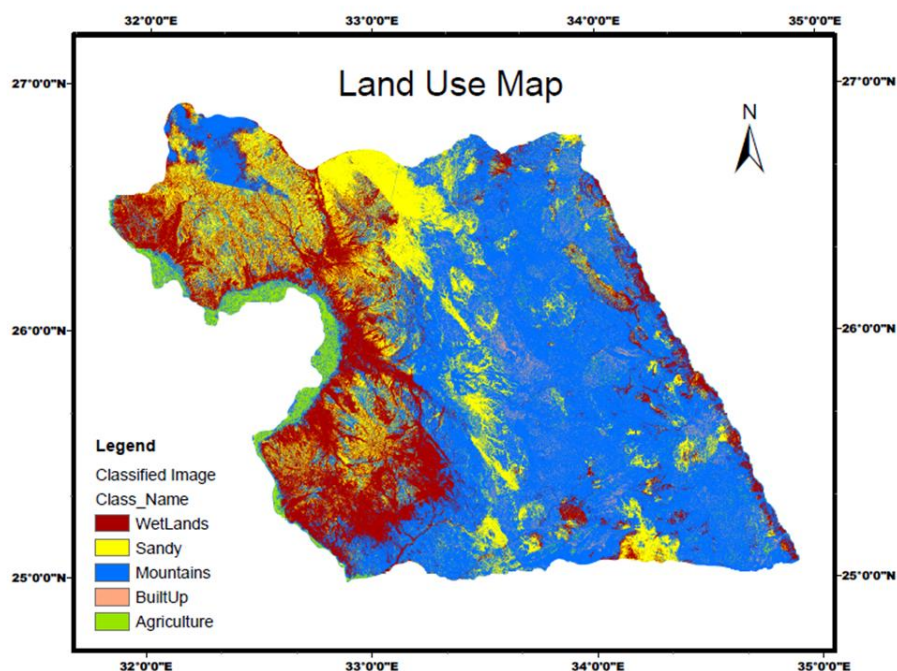 32°0'0"E 33°0'0"E 34°0'0"E 35°0'0"E
27°0'0"N 27°0'0"N
Land Use Map
N
26°0'0"N 26°0'0"N
Legend
Classified Image
Class_Name
WetLands
Sandy
Mountains
BuiltUp
Agriculture
25°0'0"N 25°0'0"N
32°0'0"E 33°0'0"E 34°0'0"E 35°0'0"E